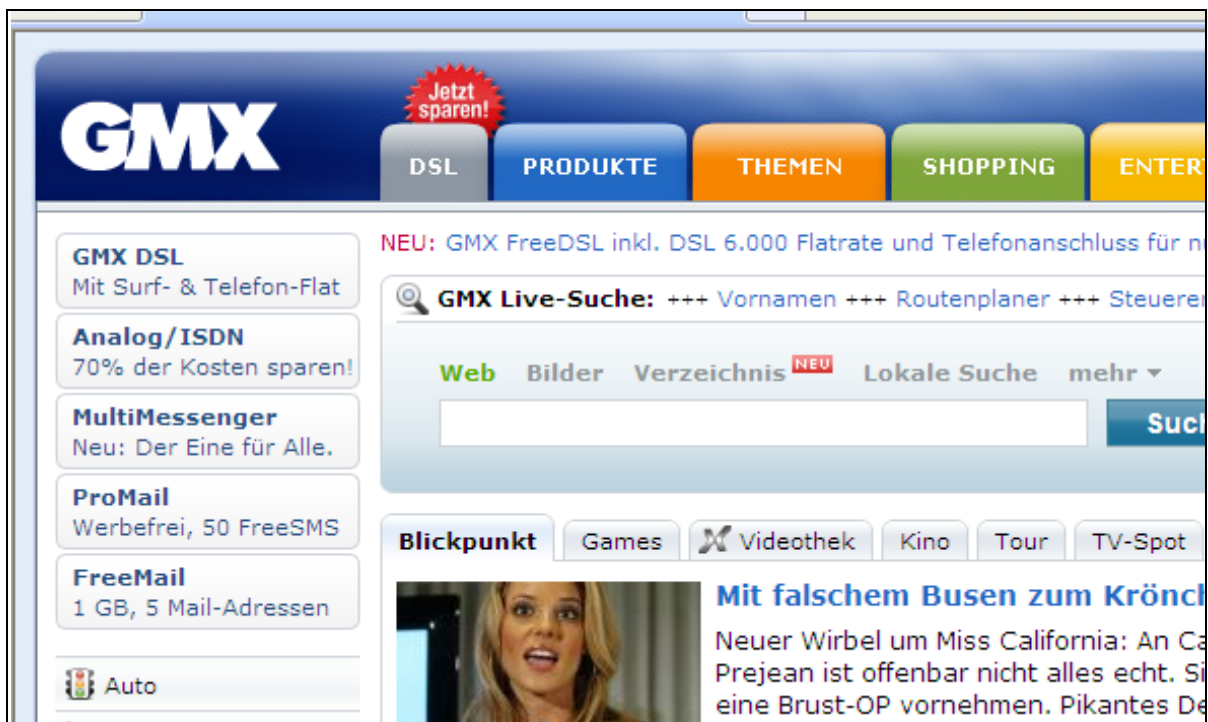 GMX
Jetzt
sparen!
DSL
PRODUKTE
THEMEN
SHOPPING
ENTER
GMX DSL
Mit Surf- & Telefon-Flat
Analog/ISDN
70% der Kosten sparen!
MultiMessenger
Neu: Der Eine für Alle.
ProMail
Werbefrei, 50 FreeSMS
FreeMail
1 GB, 5 Mail-Adressen
Auto
NEU: GMX FreeDSL inkl. DSL 6.000 Flatrate und Telefonanschluss für n
GMX Live-Suche: +++ Vornamen +++ Routenplaner +++ Steuerer
Web Bilder Verzeichnis NEU Lokale Suche mehr
Such
Blickpunkt Games Videothek Kino Tour TV-Spot
Mit falschem Busen zum Krönch
Neuer Wirbel um Miss California: An Ca
Prejean ist offenbar nicht alles echt. Si
eine Brust-OP vornehmen. Pikantes De